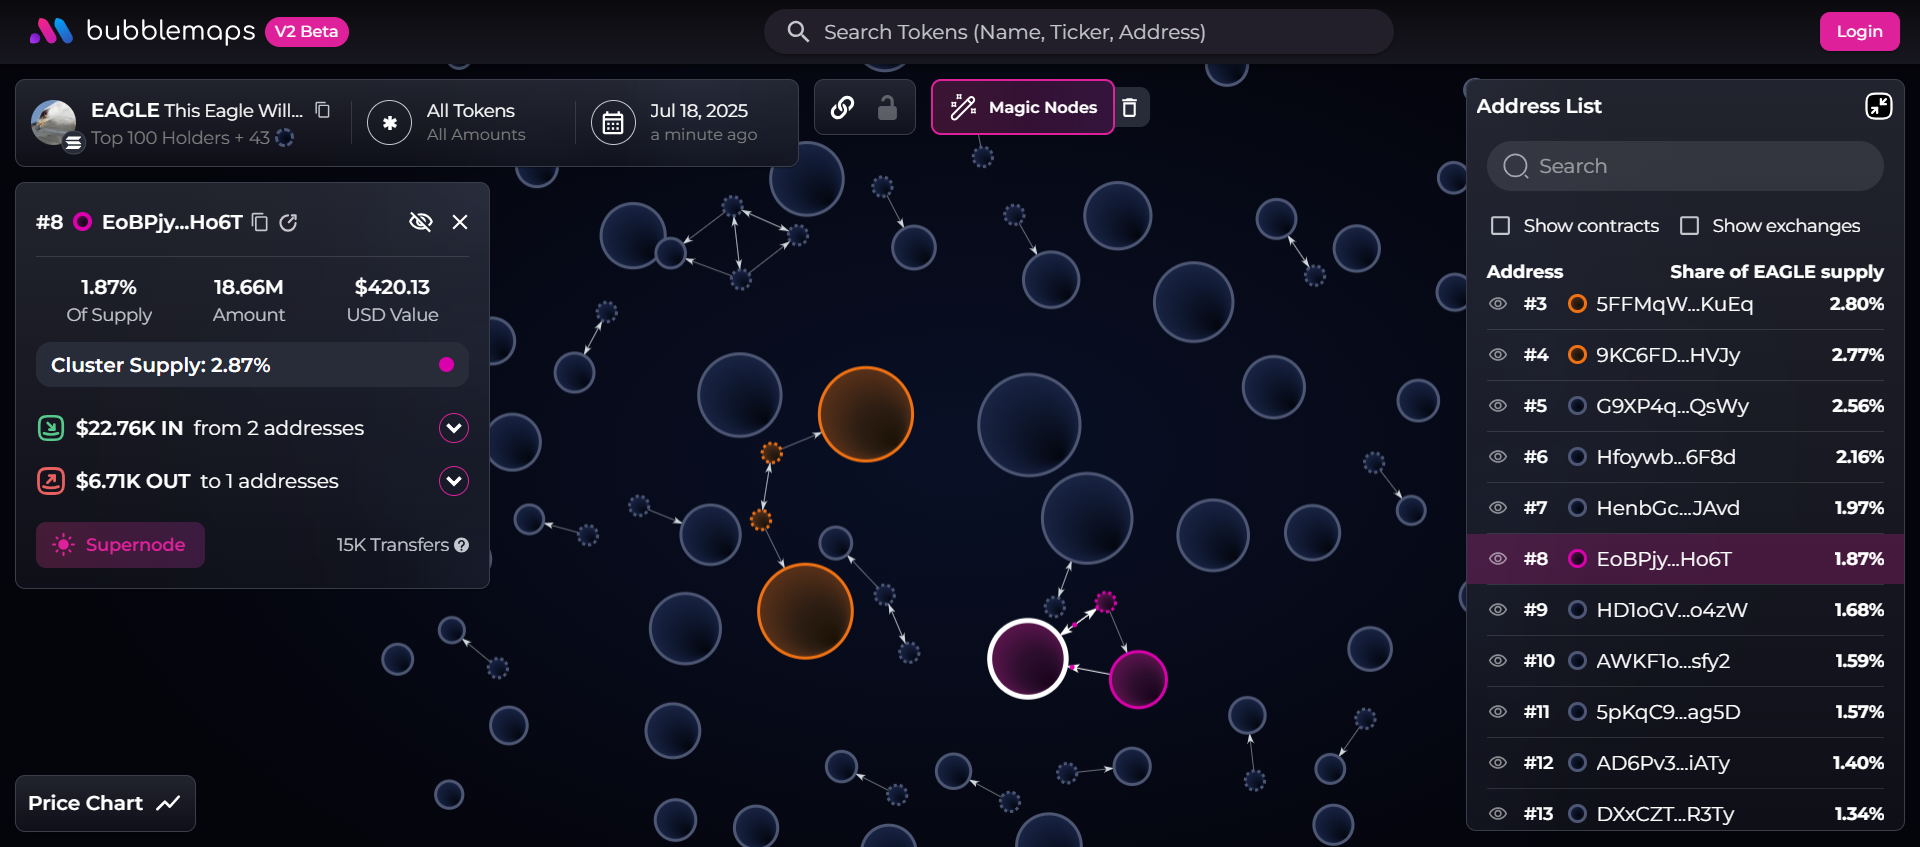 bubblemaps V2 Beta
Search Tokens (Name, Ticker, Address)
Login
EAGLE This Eagle Will...
Top 100 Holders + 43
All Tokens
All Amounts
Jul 18, 2025
a minute ago
Magic Nodes
#8 EoBPjy...Ho6T
1.87% 18.66M $420.13
Of Supply Amount USD Value
Cluster Supply: 2.87%
$22.76K IN from 2 addresses
$6.71K OUT to 1 addresses
Supernode 15K Transfers ?
Price Chart
Address List
Search
Show contracts Show exchanges
Address Share of EAGLE supply
#3 5FFMqW...KuEq 2.80%
#4 9KC6FD...HVJy 2.77%
#5 G9XP4q...QsWy 2.56%
#6 Hfoywb...6F8d 2.16%
#7 HenbGc...JAvd 1.97%
#8 EoBPjy...Ho6T 1.87%
#9 HD1oGV...o4zW 1.68%
#10 AWKF1o...sfy2 1.59%
#11 5pKqC9...ag5D 1.57%
#12 AD6Pv3...iATy 1.40%
#13 DXxCZT...R3Ty 1.34%